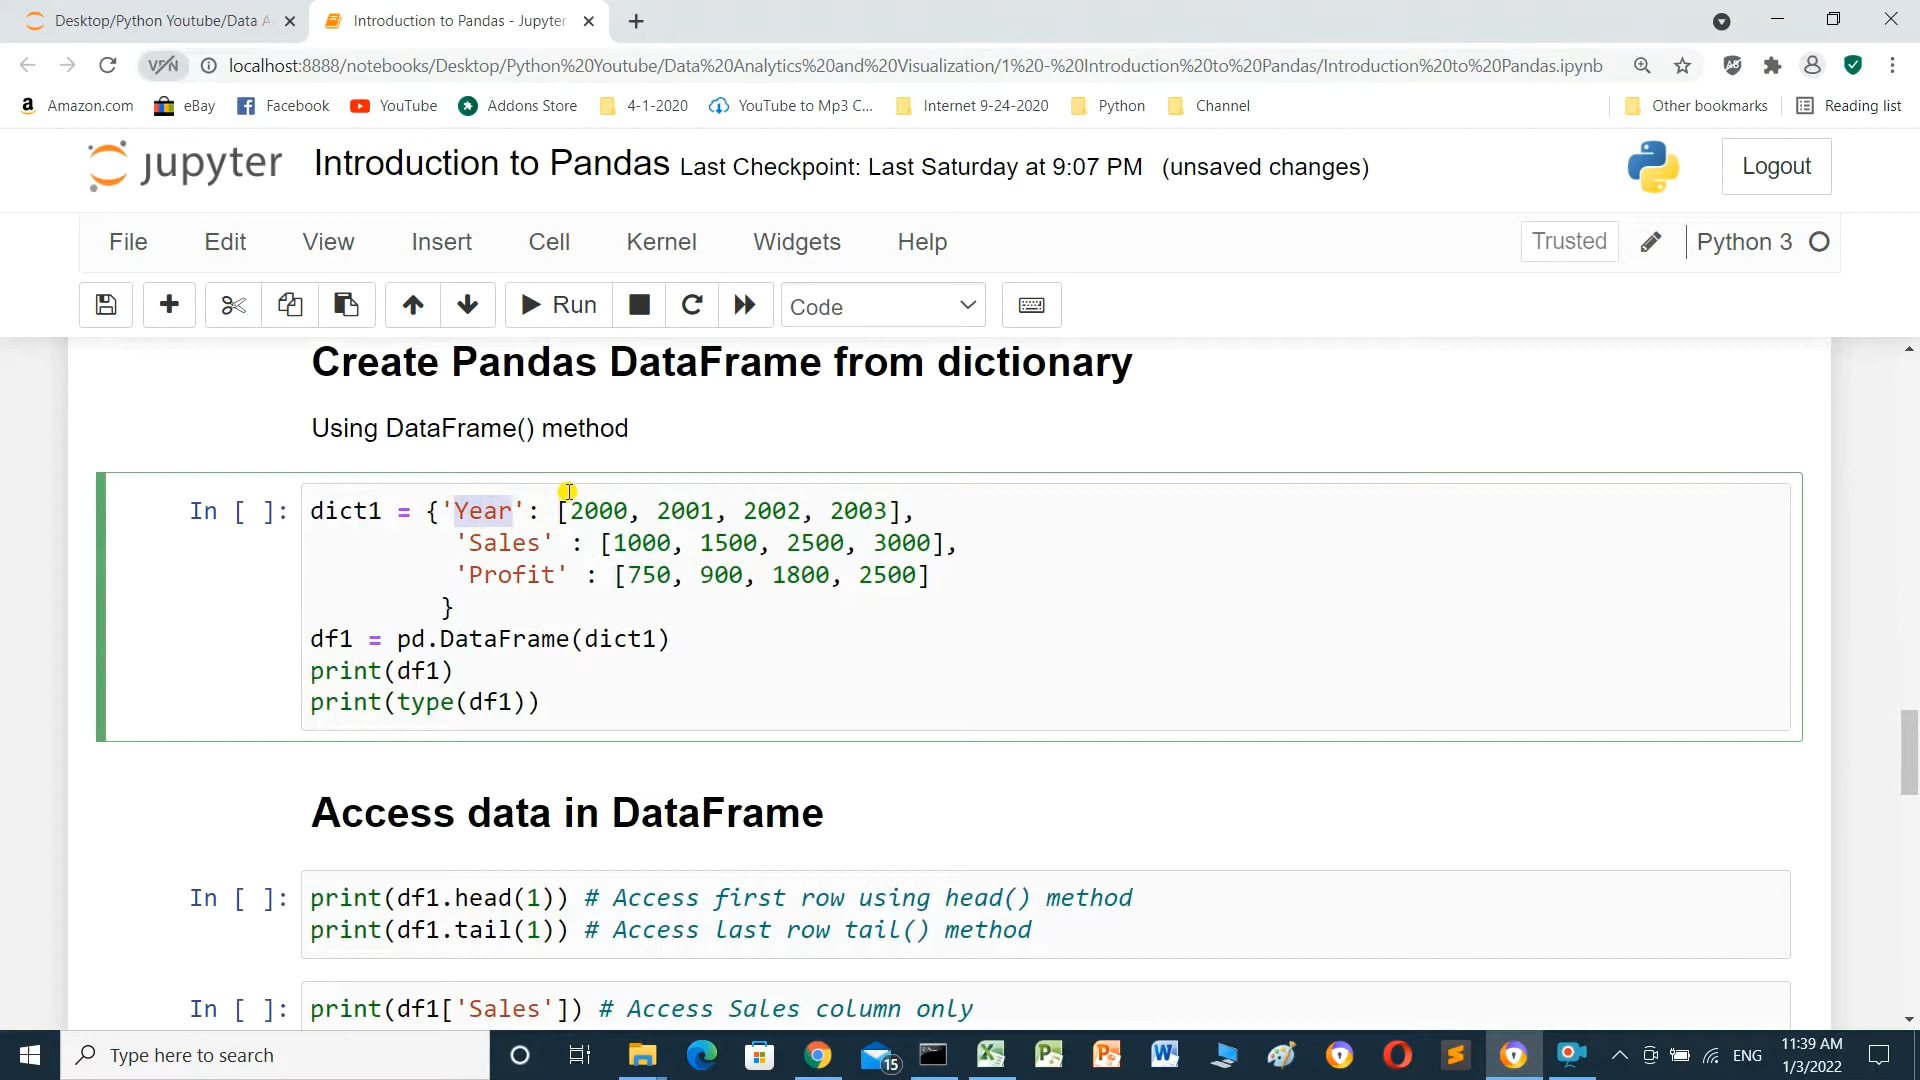 Desktop/Python Youtube/Data A
Introduction to Pandas - Jupyter
VPN
localhost:8888/notebooks/Desktop/Python%20Youtube/Data%20Analytics%20and%20Visualization/1%20-%20Introduction%20to%20Pandas/Introduction%20to%20Pandas.ipynb
Amazon.com eBay Facebook YouTube Addons Store 4-1-2020 YouTube to Mp3 C... Internet 9-24-2020 Python Channel Other bookmarks Reading list
jupyter Introduction to Pandas Last Checkpoint: Last Saturday at 9:07 PM (unsaved changes) Logout
File Edit View Insert Cell Kernel Widgets Help Trusted Python 3
Run Code
Create Pandas DataFrame from dictionary
Using DataFrame() method
In [ ]: dict1 = {'Year': [2000, 2001, 2002, 2003],
'Sales' : [1000, 1500, 2500, 3000],
'Profit' : [750, 900, 1800, 2500]
}
df1 = pd.DataFrame(dict1)
print(df1)
print(type(df1))
Access data in DataFrame
In [ ]: print(df1.head(1)) # Access first row using head() method
print(df1.tail(1)) # Access last row tail() method
In [ ]: print(df1['Sales']) # Access Sales column only
Type here to search
15
ENG
11:39 AM
1/3/2022